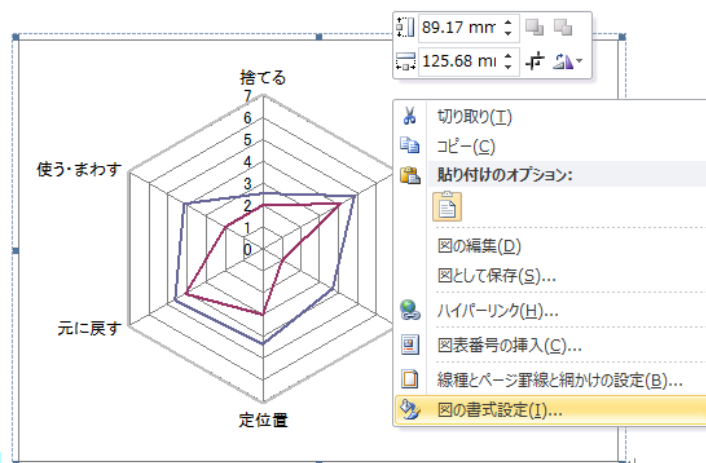 89.17 mm
125.68 m
捨てる
7
6
5
4
3
2
1
0
使う・まわす
元に戻す
定位置
切り取り(T)
コピー(C)
貼り付けのオプション:
図の編集(D)
図として保存(S)...
ハイパーリンク(H)...
図表番号の挿入(C)...
線種とページ罫線と網かけの設定(B)...
図の書式設定(I)...